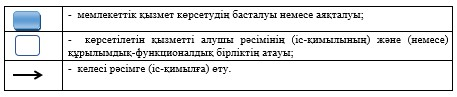 - мемлекеттік қызмет көрсетудің басталуы немесе аяқталуы;
- көрсетілетін қызметті алушы рәсімінің (іс-қимылының) және (немесе)
құрылымдық-функционалдық бірліктің атауы;
- келесі рәсімге (іс-қимылға) өту.